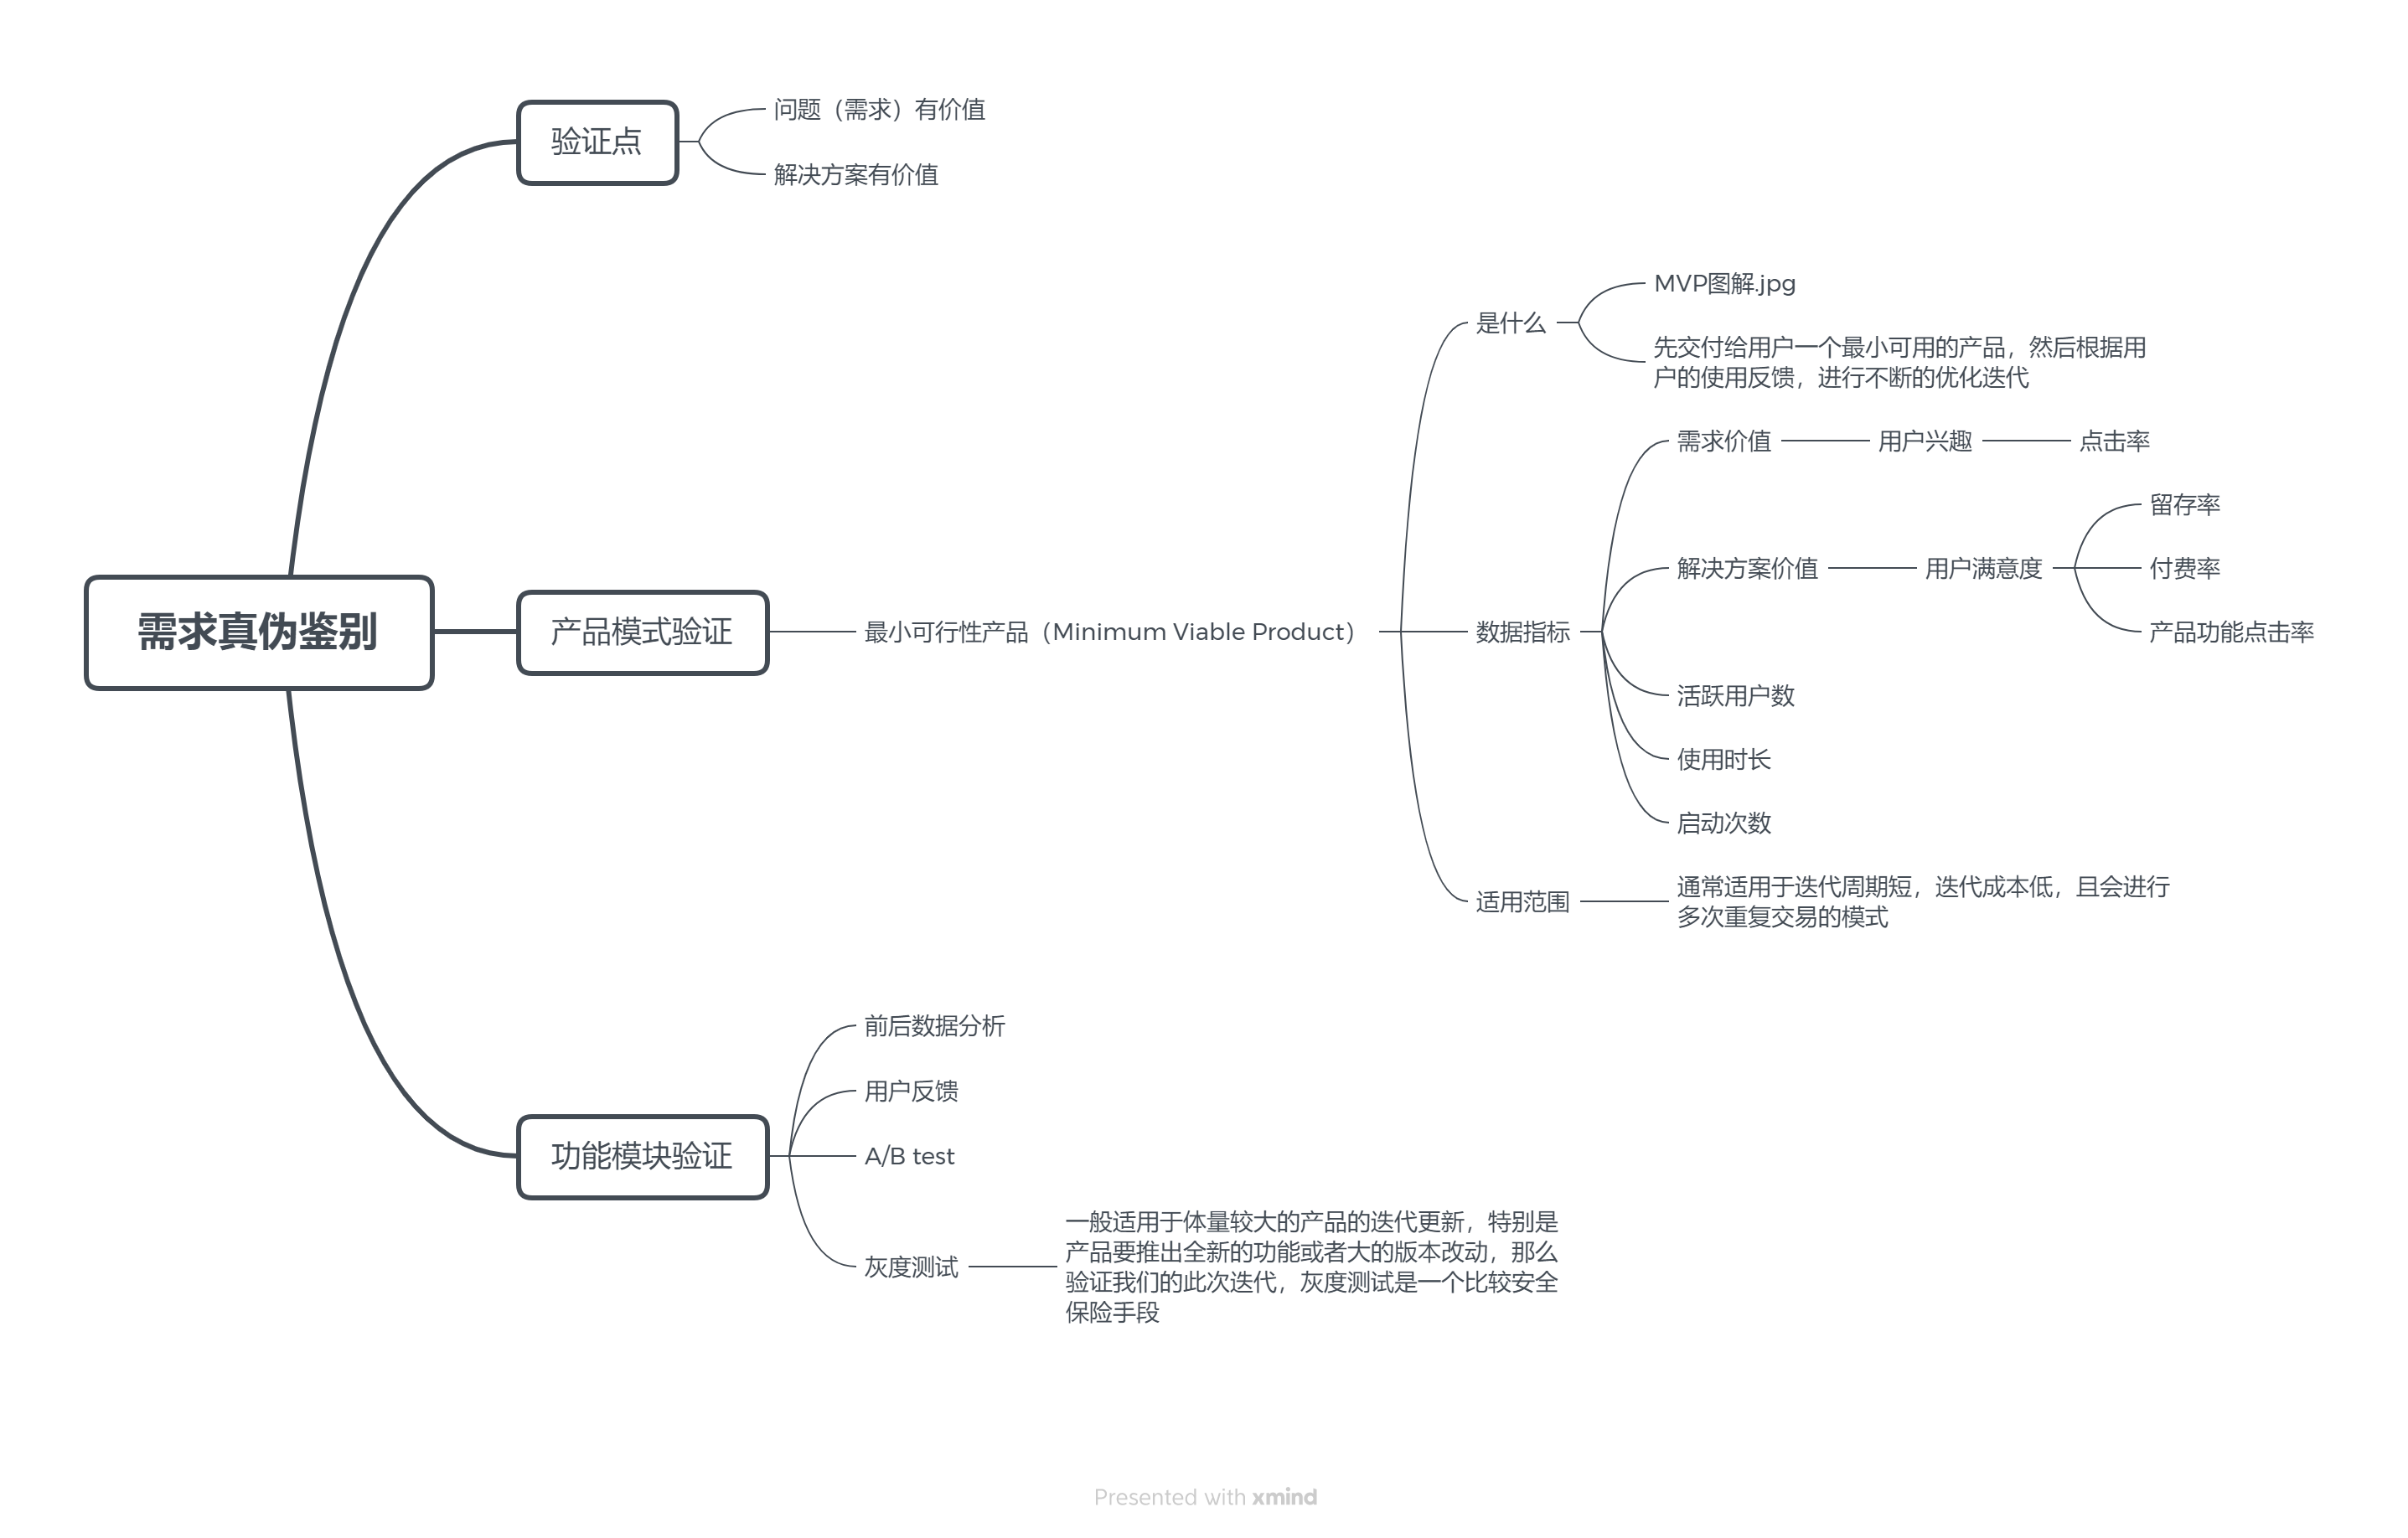 需求真伪鉴别
验证点
问题（需求）有价值
解决方案有价值
产品模式验证
最小可行性产品（Minimum Viable Product）
是什么
MVP图解.jpg
先交付给用户一个最小可用的产品，然后根据用
户的使用反馈，进行不断的优化迭代
数据指标
需求价值
用户兴趣
点击率
解决方案价值
用户满意度
留存率
付费率
产品功能点击率
活跃用户数
使用时长
启动次数
适用范围
通常适用于迭代周期短，迭代成本低，且会进行
多次重复交易的模式
功能模块验证
前后数据分析
用户反馈
A/B test
灰度测试
一般适用于体量较大的产品的迭代更新，特别是
产品要推出全新的功能或者大的版本改动，那么
验证我们的此次迭代，灰度测试是一个比较安全
保险手段
Presented with xmind